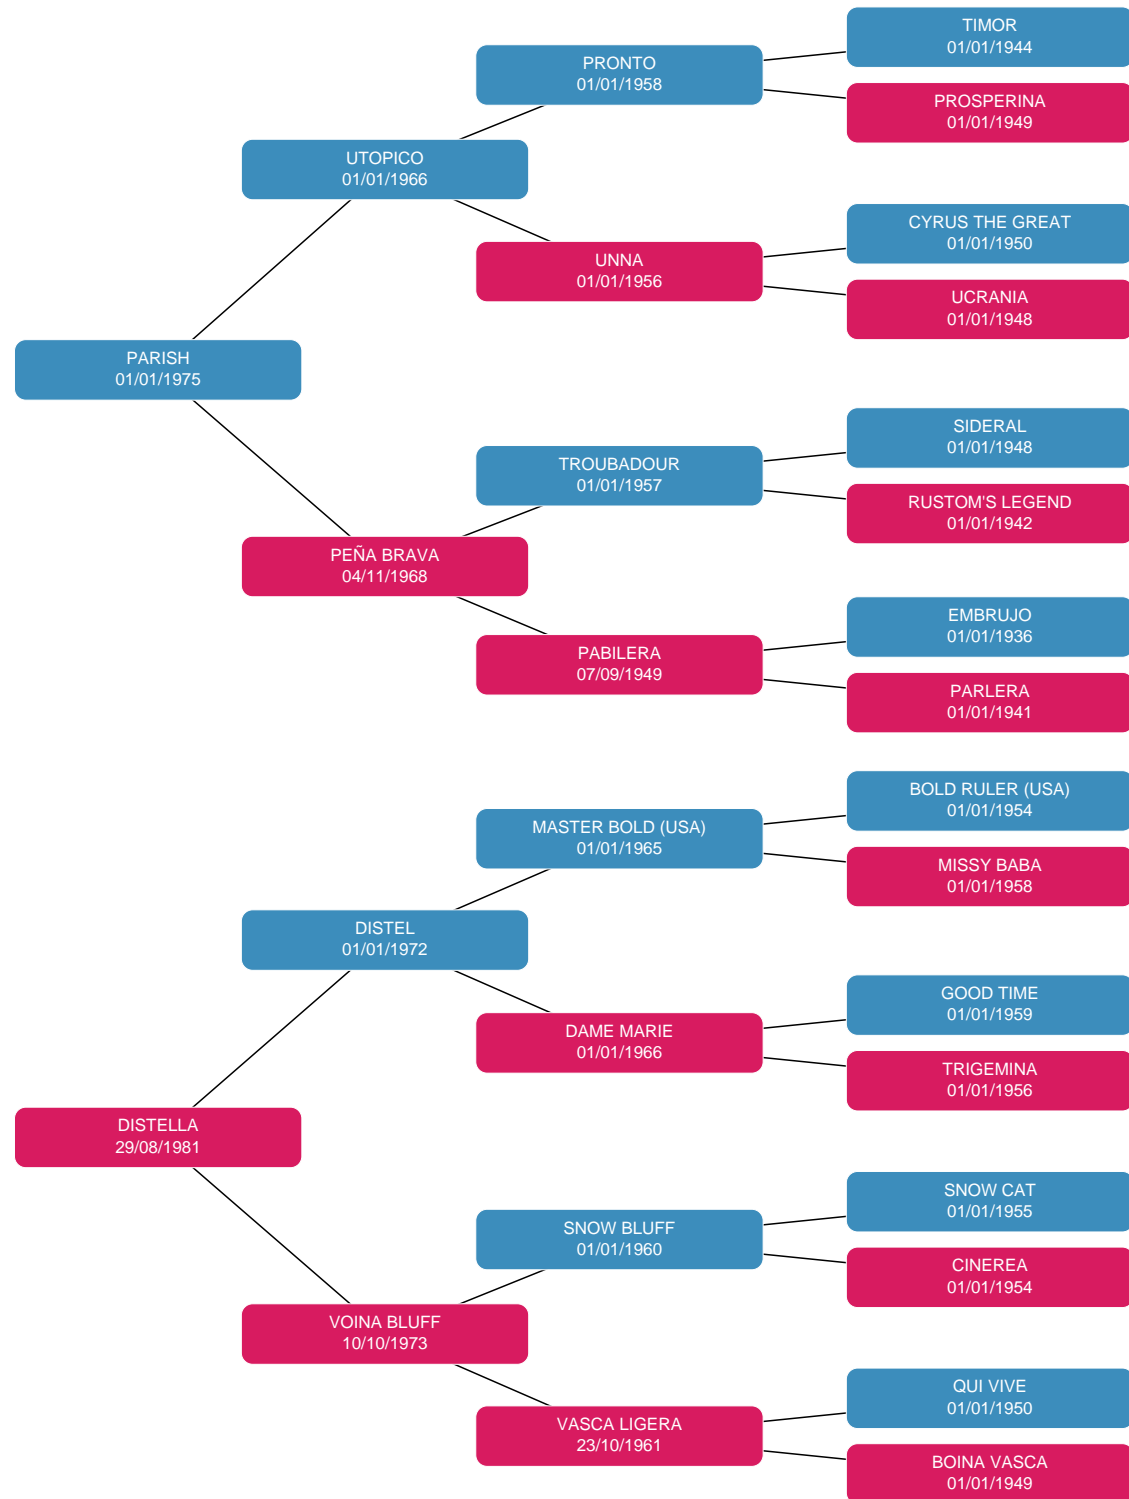 TIMOR
01/01/1944
PRONTO
01/01/1958
PROSPERINA
01/01/1949
UTOPICO
01/01/1966
CYRUS THE GREAT
01/01/1950
UNNA
01/01/1956
UCRANIA
01/01/1948
PARISH
01/01/1975
SIDERAL
01/01/1948
TROUBADOUR
01/01/1957
RUSTOM'S LEGEND
01/01/1942
PEÑA BRAVA
04/11/1968
EMBRUJO
01/01/1936
PABILERA
07/09/1949
PARLERA
01/01/1941
BOLD RULER (USA)
01/01/1954
MASTER BOLD (USA)
01/01/1965
MISSY BABA
01/01/1958
DISTEL
01/01/1972
GOOD TIME
01/01/1959
DAME MARIE
01/01/1966
TRIGEMINA
01/01/1956
DISTELLA
29/08/1981
SNOW CAT
01/01/1955
SNOW BLUFF
01/01/1960
CINEREA
01/01/1954
VOINA BLUFF
10/10/1973
QUI VIVE
01/01/1950
VASCA LIGERA
23/10/1961
BOINA VASCA
01/01/1949